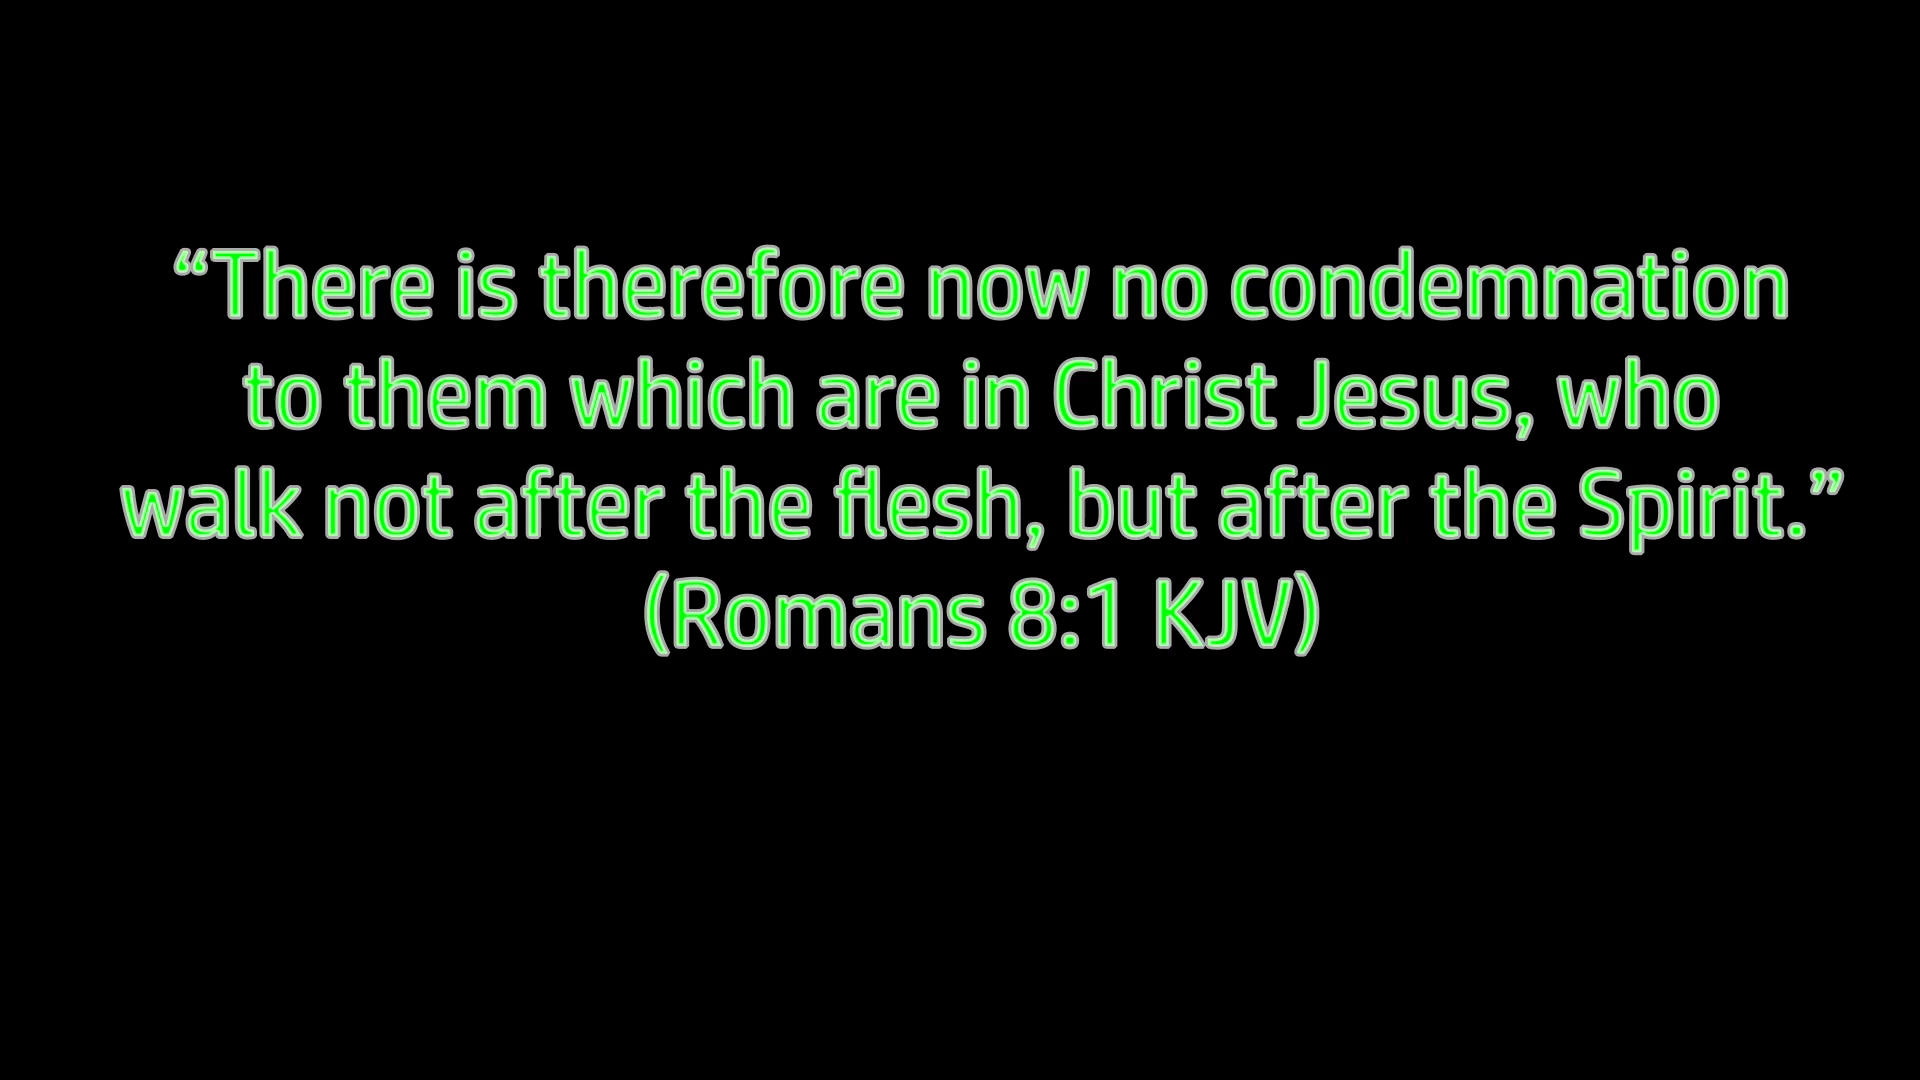 “There is therefore now no condemnation
to them which are in Christ Jesus, who
walk not after the flesh, but after the Spirit.”
(Romans 8:1 KJV)